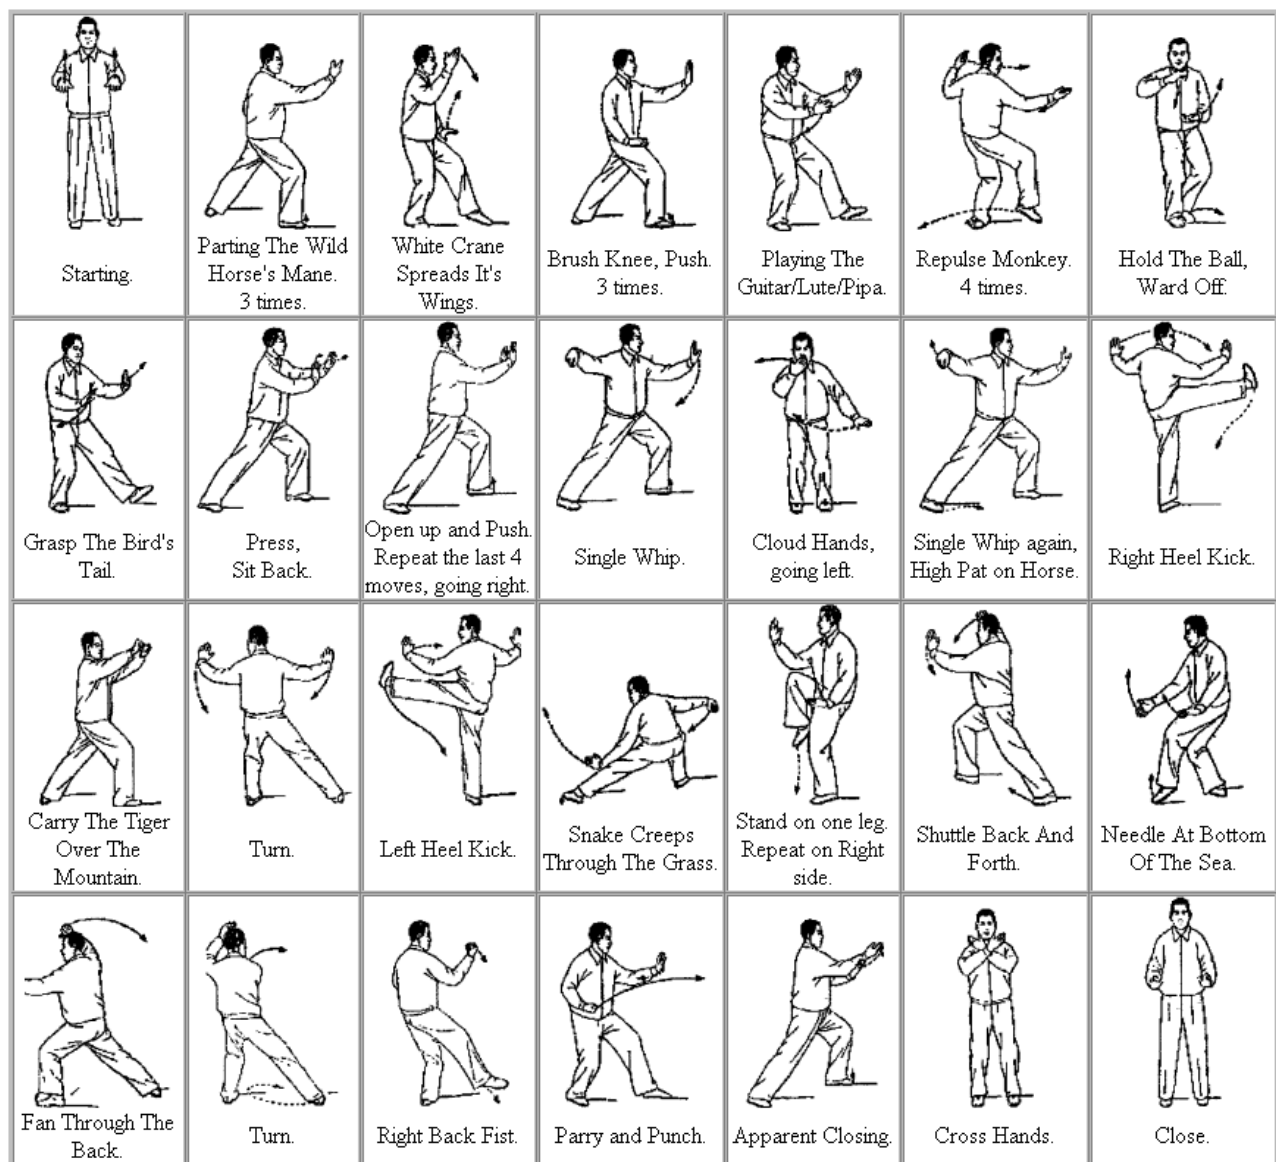 Starting.
Parting The Wild
Horse's Mane.
3 times.
White Crane
Spreads It's
Wings.
Brush Knee, Push.
3 times.
Playing The
Guitar/Lute/Pipa.
Repulse Monkey.
4 times.
Hold The Ball,
Ward Off.
Grasp The Bird's
Tail.
Press,
Sit Back.
Open up and Push.
Repeat the last 4
moves, going right.
Single Whip.
Cloud Hands,
going left.
Single Whip again,
High Pat on Horse.
Right Heel Kick.
Carry The Tiger
Over The
Mountain.
Turn.
Left Heel Kick.
Snake Creeps
Through The Grass.
Stand on one leg.
Repeat on Right
side.
Shuttle Back And
Forth.
Needle At Bottom
Of The Sea.
Fan Through The
Back.
Turn.
Right Back Fist.
Parry and Punch.
Apparent Closing.
Cross Hands.
Close.